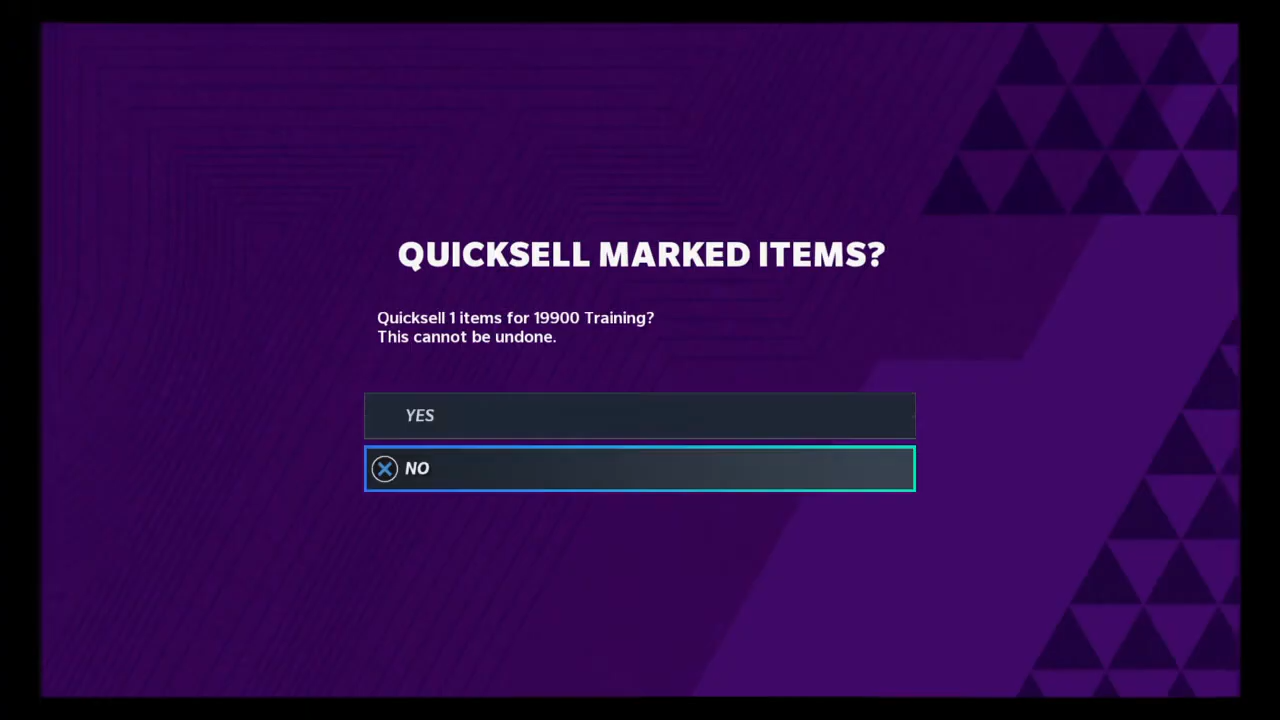 QUICKSELL MARKED ITEMS?
Quicksell 1 items for 19900 Training?
This cannot be undone.
YES
NO